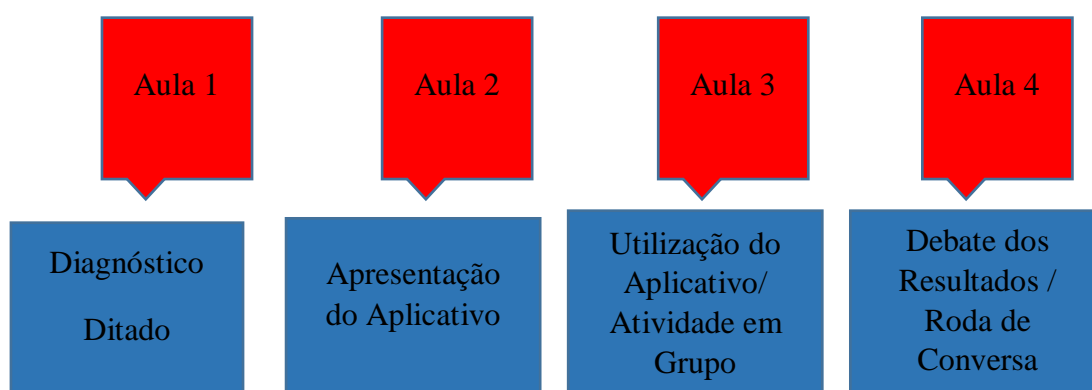 Aula 1
Aula 2
Aula 3
Aula 4
Diagnóstico
Ditado
Apresentação
do Aplicativo
Utilização do
Aplicativo/
Atividade em
Grupo
Debate dos
Resultados /
Roda de
Conversa